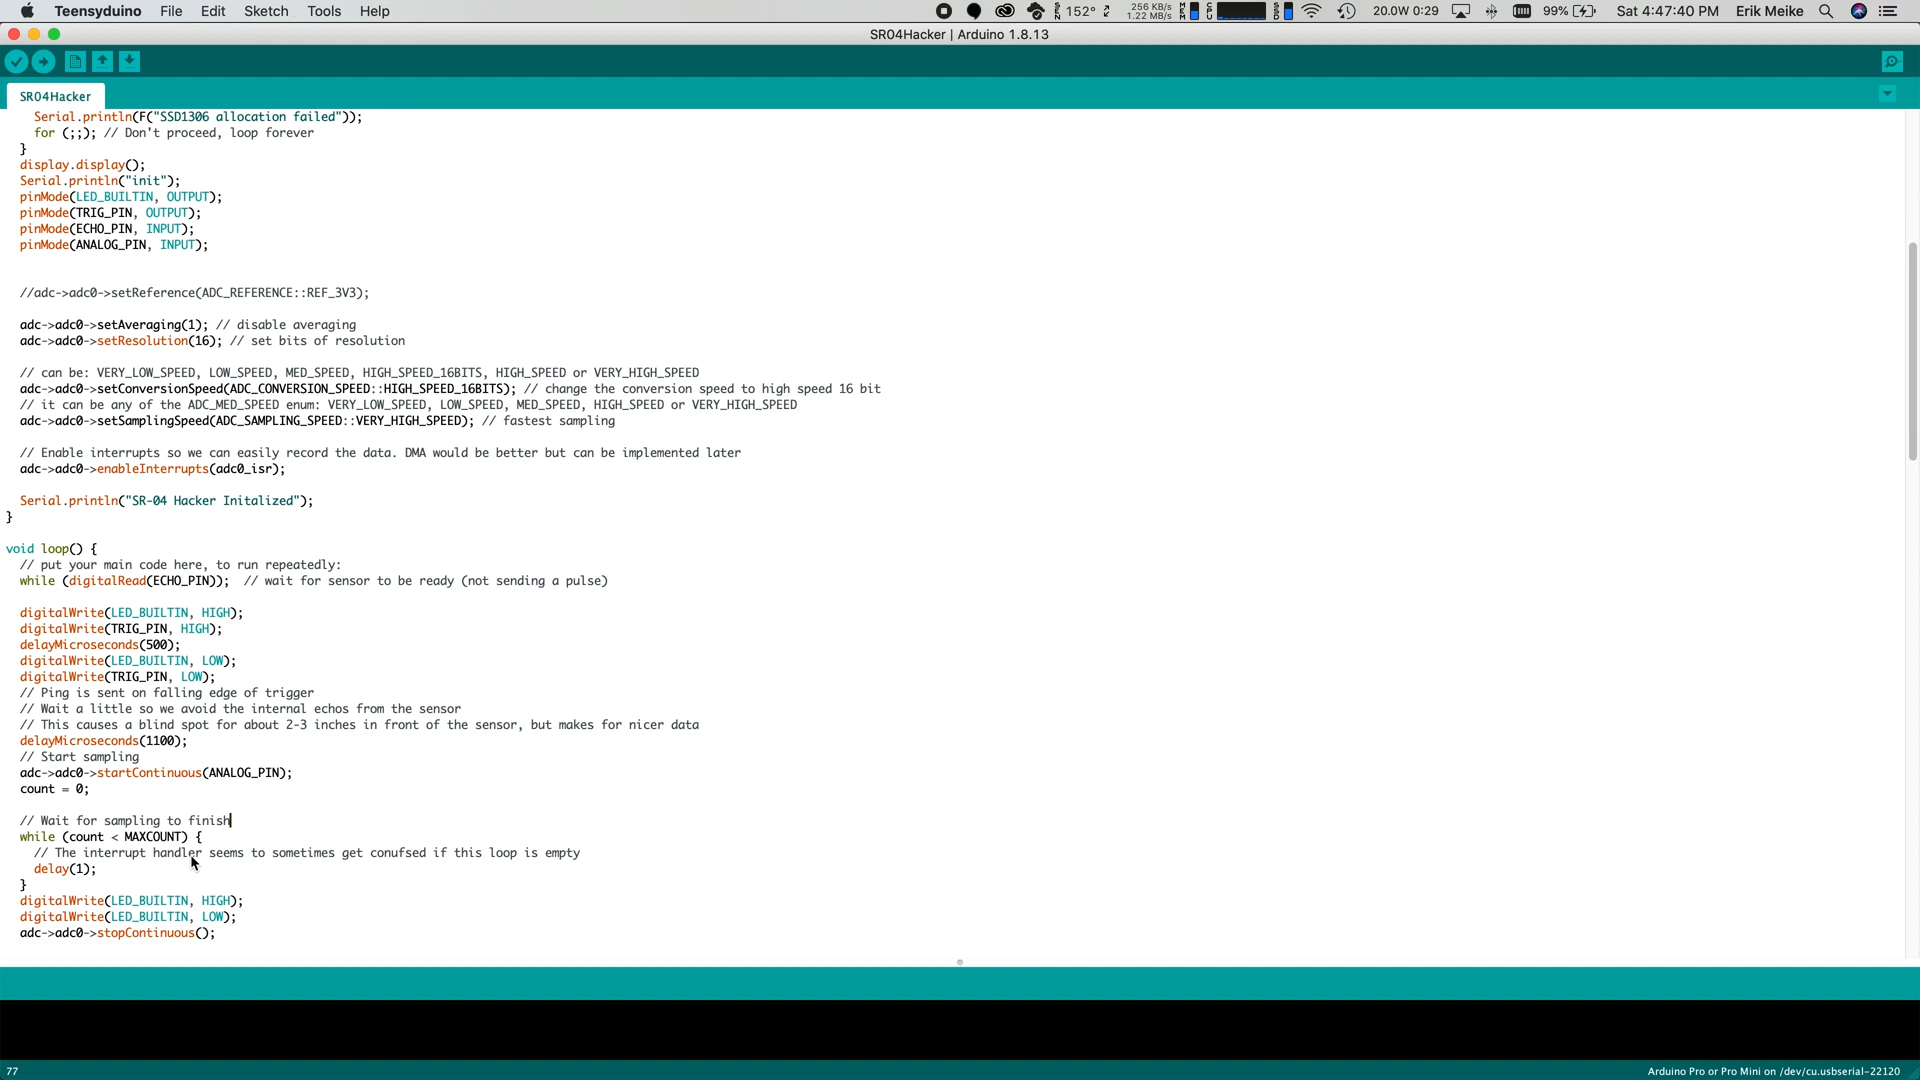 Teensyduino File Edit Sketch Tools Help 152° 256 KB/s 1.22 MB/s 20.0W 0:29 99% Sat 4:47:40 PM Erik Meike
SR04Hacker | Arduino 1.8.13
SR04Hacker
Serial.println(F("SSD1306 allocation failed"));
for (;;); // Don't proceed, loop forever
}
display.display();
Serial.println("init");
pinMode(LED_BUILTIN, OUTPUT);
pinMode(TRIG_PIN, OUTPUT);
pinMode(ECHO_PIN, INPUT);
pinMode(ANALOG_PIN, INPUT);
//adc->adc0->setReference(ADC_REFERENCE::REF_3V3);
adc->adc0->setAveraging(1); // disable averaging
adc->adc0->setResolution(16); // set bits of resolution
// can be: VERY_LOW_SPEED, LOW_SPEED, MED_SPEED, HIGH_SPEED_16BITS, HIGH_SPEED or VERY_HIGH_SPEED
adc->adc0->setConversionSpeed(ADC_CONVERSION_SPEED::HIGH_SPEED_16BITS); // change the conversion speed to high speed 16 bit
// it can be any of the ADC_MED_SPEED enum: VERY_LOW_SPEED, LOW_SPEED, MED_SPEED, HIGH_SPEED or VERY_HIGH_SPEED
adc->adc0->setSamplingSpeed(ADC_SAMPLING_SPEED::VERY_HIGH_SPEED); // fastest sampling
// Enable interrupts so we can easily record the data. DMA would be better but can be implemented later
adc->adc0->enableInterrupts(adc0_isr);
Serial.println("SR-04 Hacker Initalized");
}
void loop() {
// put your main code here, to run repeatedly:
while (digitalRead(ECHO_PIN)); // wait for sensor to be ready (not sending a pulse)
digitalWrite(LED_BUILTIN, HIGH);
digitalWrite(TRIG_PIN, HIGH);
delayMicroseconds(500);
digitalWrite(LED_BUILTIN, LOW);
digitalWrite(TRIG_PIN, LOW);
// Ping is sent on falling edge of trigger
// Wait a little so we avoid the internal echos from the sensor
// This causes a blind spot for about 2-3 inches in front of the sensor, but makes for nicer data
delayMicroseconds(1100);
// Start sampling
adc->adc0->startContinuous(ANALOG_PIN);
count = 0;
// Wait for sampling to finish
while (count < MAXCOUNT) {
// The interrupt handler seems to sometimes get conufsed if this loop is empty
delay(1);
}
digitalWrite(LED_BUILTIN, HIGH);
digitalWrite(LED_BUILTIN, LOW);
adc->adc0->stopContinuous();
77 Arduino Pro or Pro Mini on /dev/cu.usbserial-22120